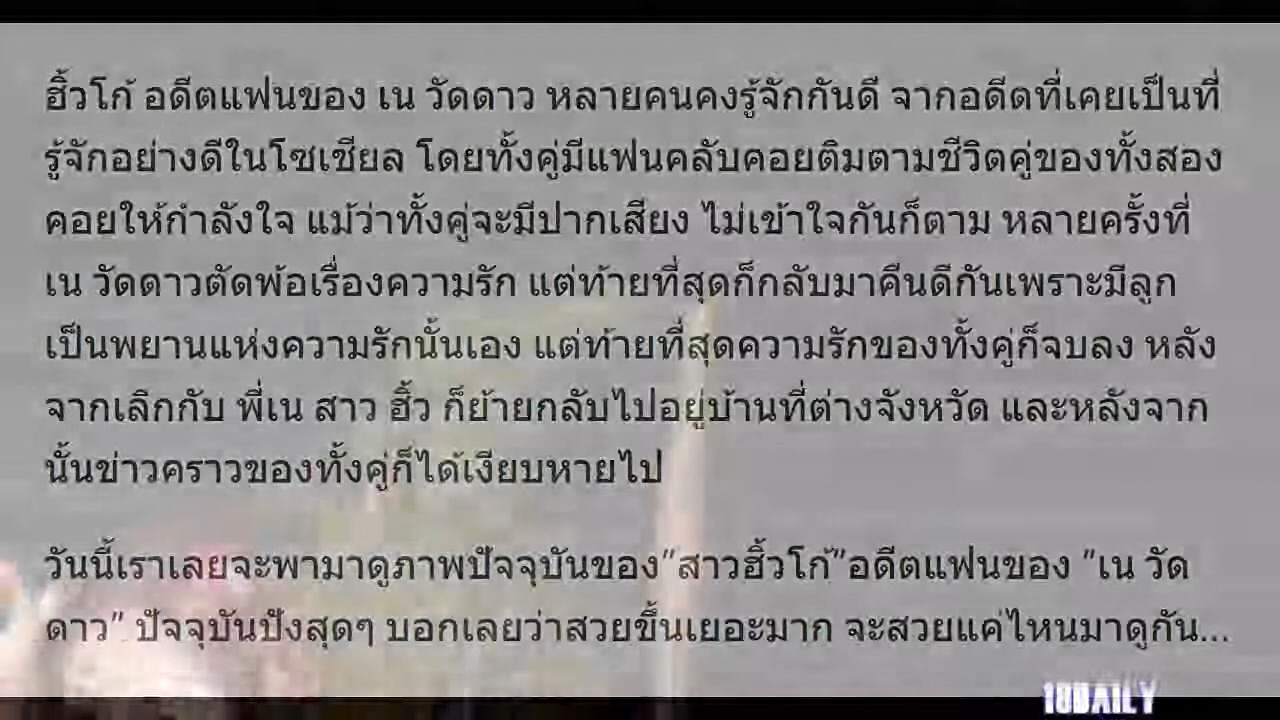 ฮิ้วโก้ อดีตแฟนของ เน วัดดาว หลายคนคงรู้จักกันดี จากอดีตที่เคยเป็นที่
รู้จักอย่างดีในโซเชียล โดยทั้งคู่มีแฟนคลับคอยติมตามชีวิตคู่ของทั้งสอง
คอยให้กำลังใจ แม้ว่าทั้งคู่จะมีปากเสียง ไม่เข้าใจกันก็ตาม หลายครั้งที่
เน วัดดาวตัดพ้อเรื่องความรัก แต่ท้ายที่สุดก็กลับมาคืนดีกันเพราะมีลูก
เป็นพยานแห่งความรักนั้นเอง แต่ท้ายที่สุดความรักของทั้งคู่ก็จบลง หลัง
จากเลิกกับ พี่เน สาว ฮิ้ว ก็ย้ายกลับไปอยู่บ้านที่ต่างจังหวัด และหลังจาก
นั้นข่าวคราวของทั้งคู่ก็ได้เงียบหายไป
วันนี้เราเลยจะพามาดูภาพปัจจุบันของ"สาวฮิ้วโก้"อดีตแฟนของ "เน วัด
ดาว" ปัจจุบันปังสุดๆ บอกเลยว่าสวยขึ้นเยอะมาก จะสวยแค่ไหนมาดูกัน...
18DAILY